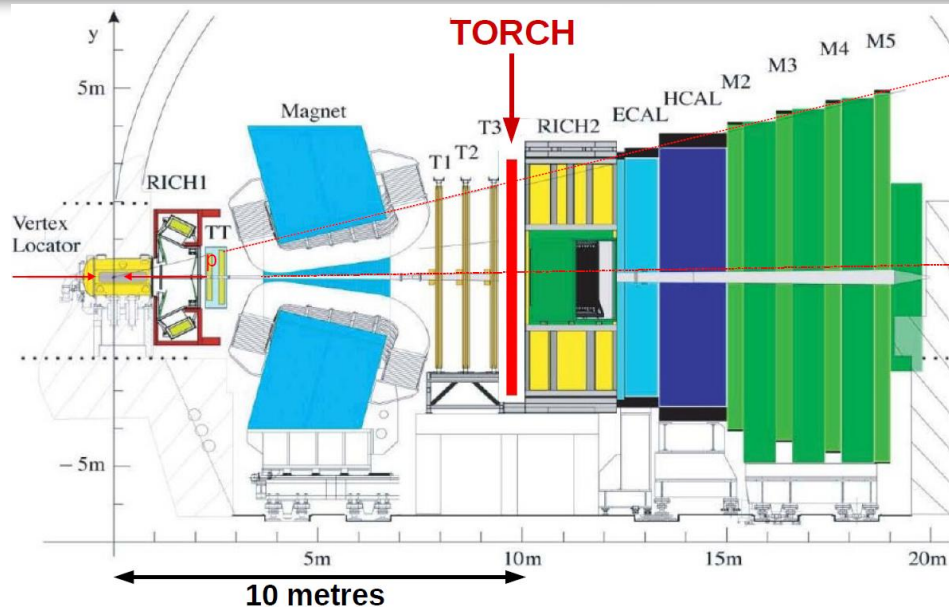 TORCH
y
5m
Magnet
T1
T2
T3
RICH2
ECAL
HCAL
M2
M3
M4
M5
RICH1
TT
Vertex
Locator
p
– 5m
5m
10m
15m
20m
10 metres